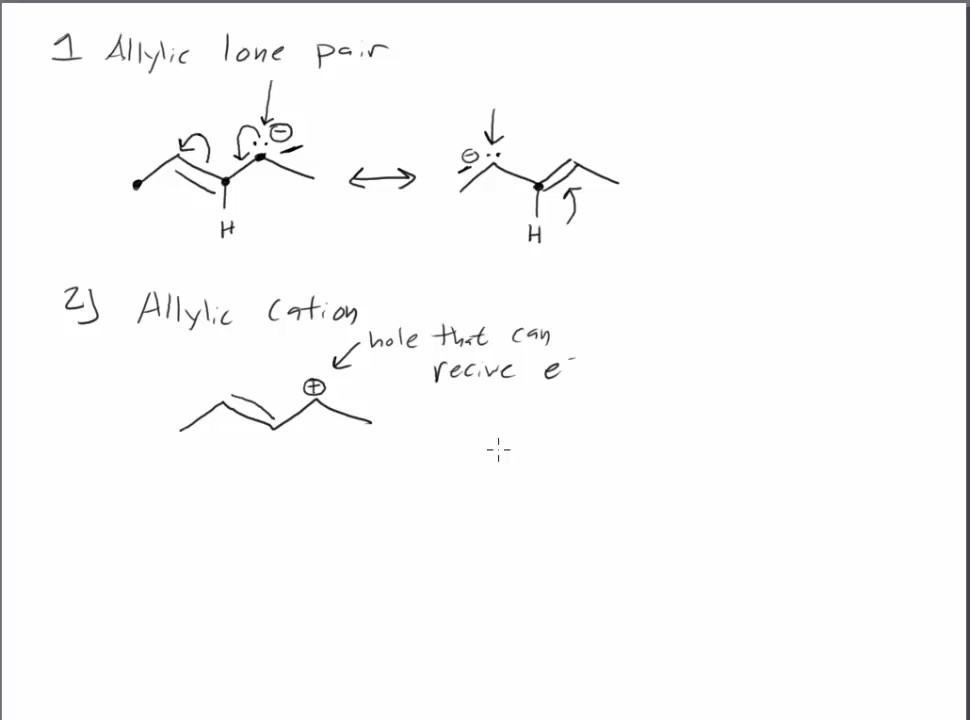 1 Allylic lone pair
⊖
⊖
H
H
2) Allylic cation
hole that can
recive e⁻
⊕